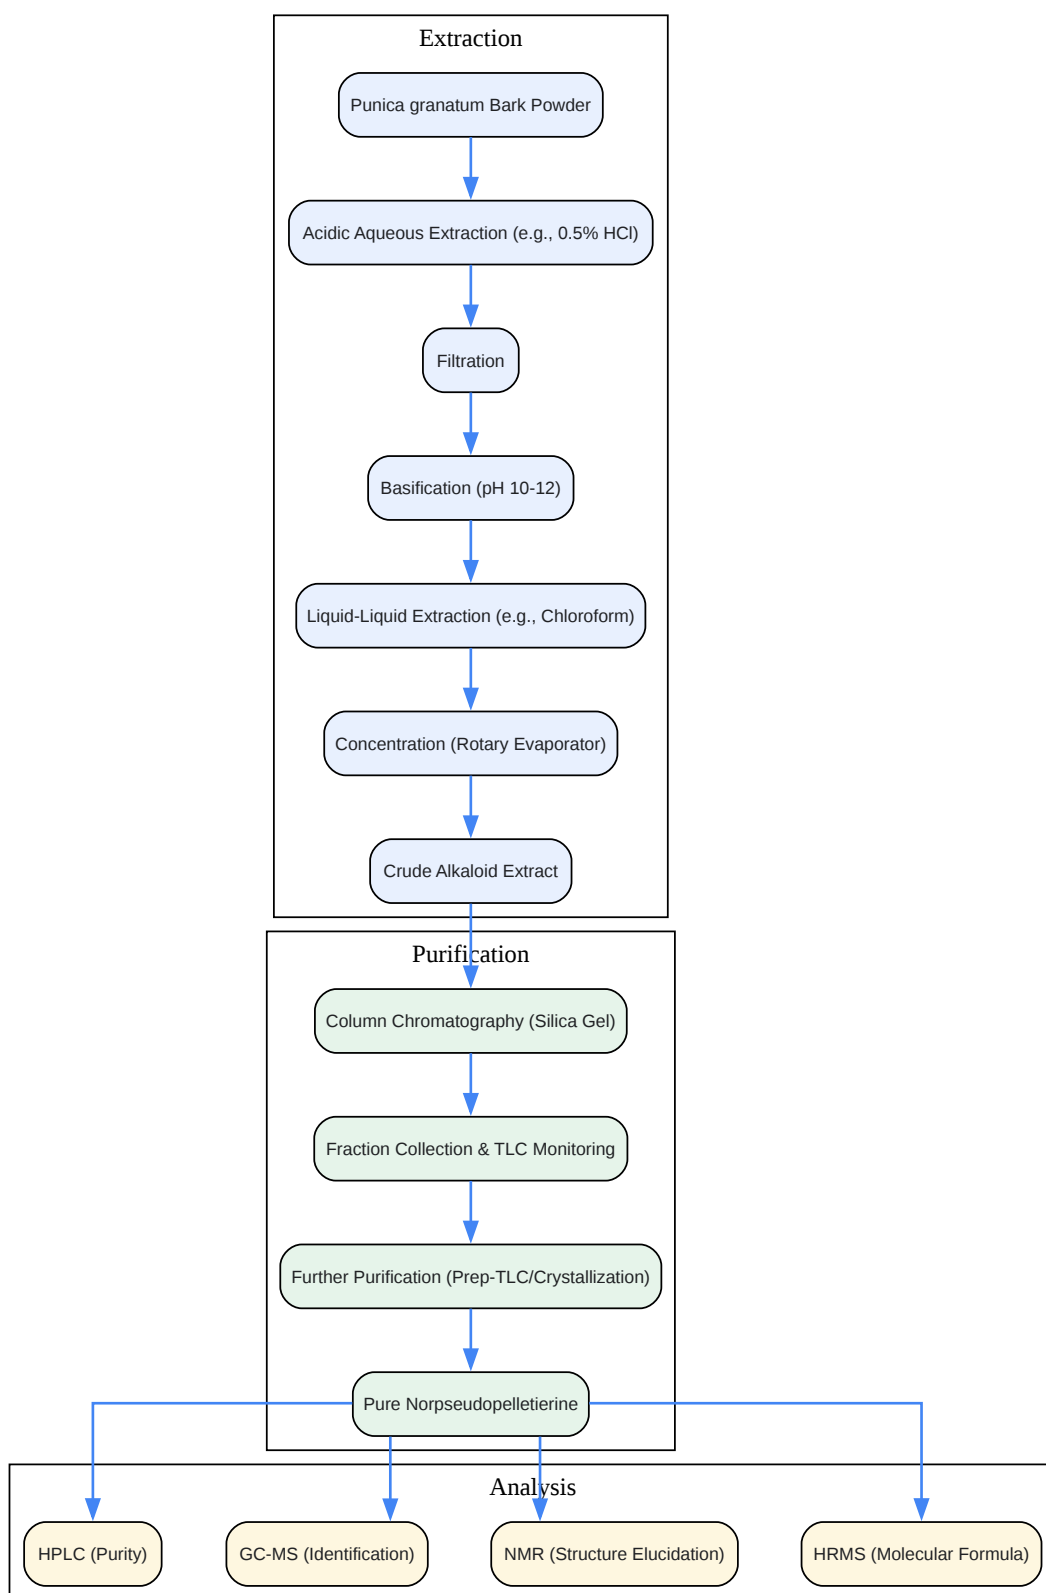 Extraction
Punica granatum Bark Powder
Acidic Aqueous Extraction (e.g., 0.5% HCl)
Filtration
Basification (pH 10-12)
Liquid-Liquid Extraction (e.g., Chloroform)
Concentration (Rotary Evaporator)
Crude Alkaloid Extract
Purification
Column Chromatography (Silica Gel)
Fraction Collection & TLC Monitoring
Further Purification (Prep-TLC/Crystallization)
Pure Norpseudopelletierine
Analysis
HPLC (Purity)
GC-MS (Identification)
NMR (Structure Elucidation)
HRMS (Molecular Formula)